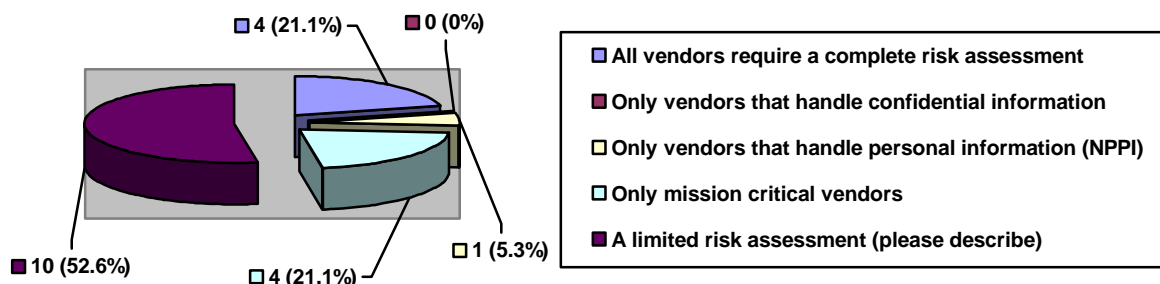 4 (21.1%)
0 (0%)
10 (52.6%)
4 (21.1%)
1 (5.3%)
All vendors require a complete risk assessment
Only vendors that handle confidential information
Only vendors that handle personal information (NPPI)
Only mission critical vendors
A limited risk assessment (please describe)